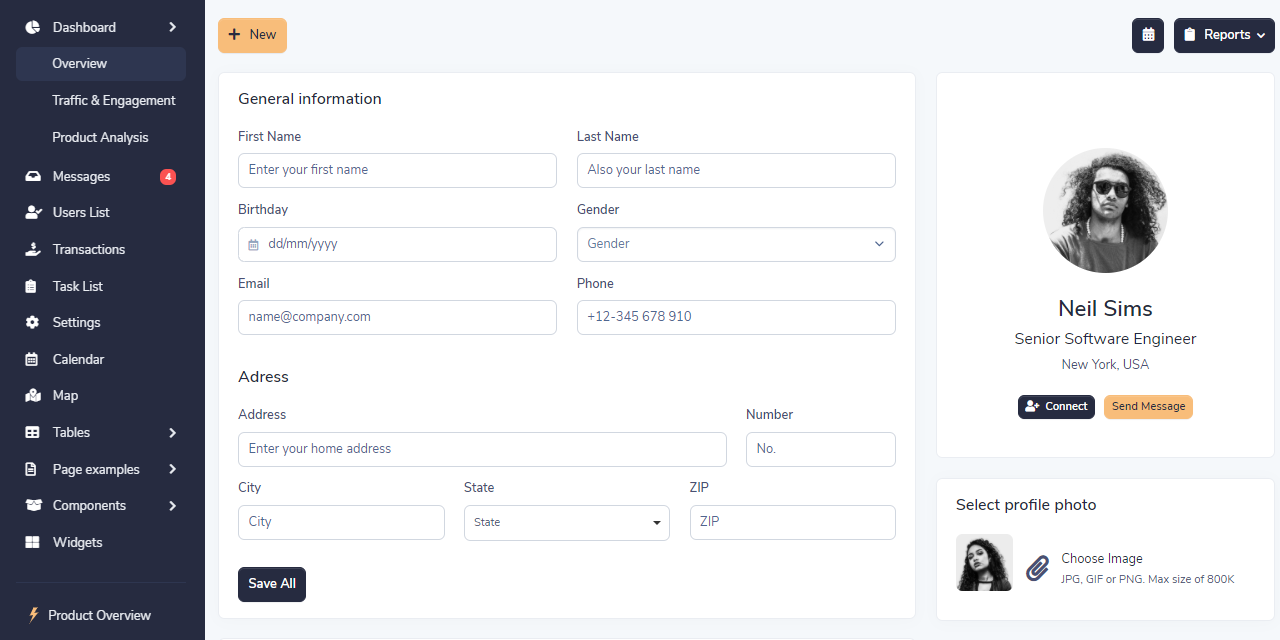 Dashboard
Overview
Traffic & Engagement
Product Analysis
Messages 4
Users List
Transactions
Task List
Settings
Calendar
Map
Tables
Page examples
Components
Widgets
Product Overview
New
Reports
General information
First Name Last Name
Enter your first name Also your last name
Birthday Gender
dd/mm/yyyy Gender
Email Phone
name@company.com +12-345 678 910
Adress
Address Number
Enter your home address No.
City State ZIP
City State ZIP
Save All
Neil Sims
Senior Software Engineer
New York, USA
Connect Send Message
Select profile photo
Choose Image
JPG, GIF or PNG. Max size of 800K